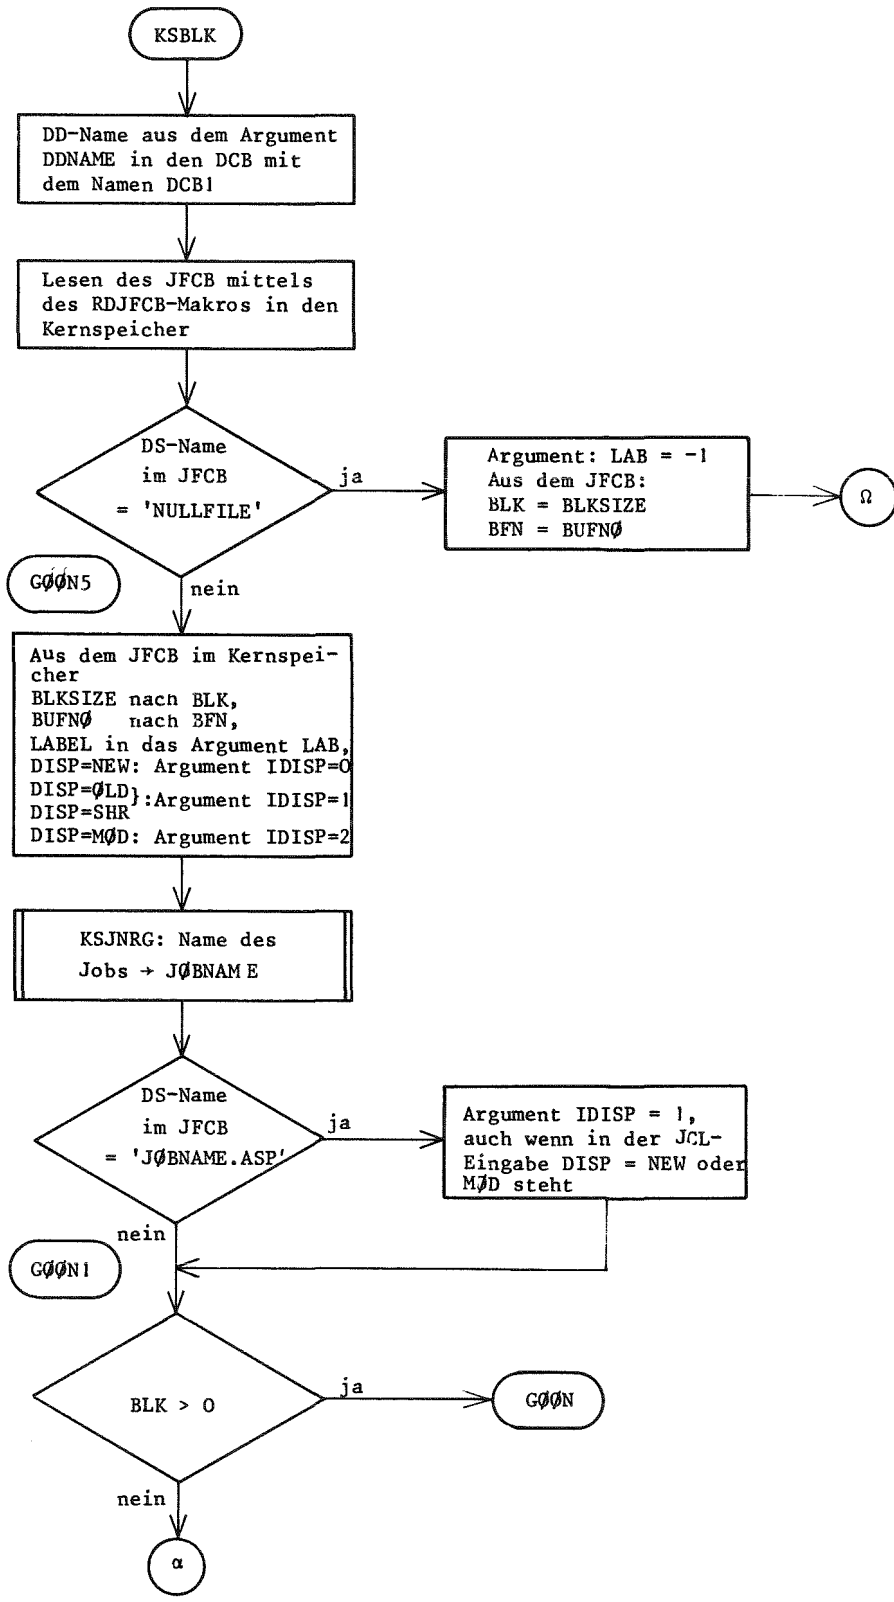 KSBLK
DD-Name aus dem Argument
DDNAME in den DCB mit
dem Namen DCB1
Lesen des JFCB mittels
des RDJFCB-Makros in den
Kernspeicher
DS-Name
im JFCB
= 'NULLFILE'
ja
Argument: LAB = -1
Aus dem JFCB:
BLK = BLKSIZE
BFN = BUFNØ
Ω
nein
GØØN5
Aus dem JFCB im Kernspei-
cher
BLKSIZE nach BLK,
BUFNØ nach BFN,
LABEL in das Argument LAB,
DISP=NEW: Argument IDISP=0
DISP=ØLD
}:Argument IDISP=1
DISP=SHR
DISP=MØD: Argument IDISP=2
KSJNRG: Name des
Jobs → JØBNAME
DS-Name
im JFCB
= 'JØBNAME.ASP'
ja
Argument IDISP = 1,
auch wenn in der JCL-
Eingabe DISP = NEW oder
MØD steht
nein
GØØN1
BLK > 0
ja
GØØN
nein
α